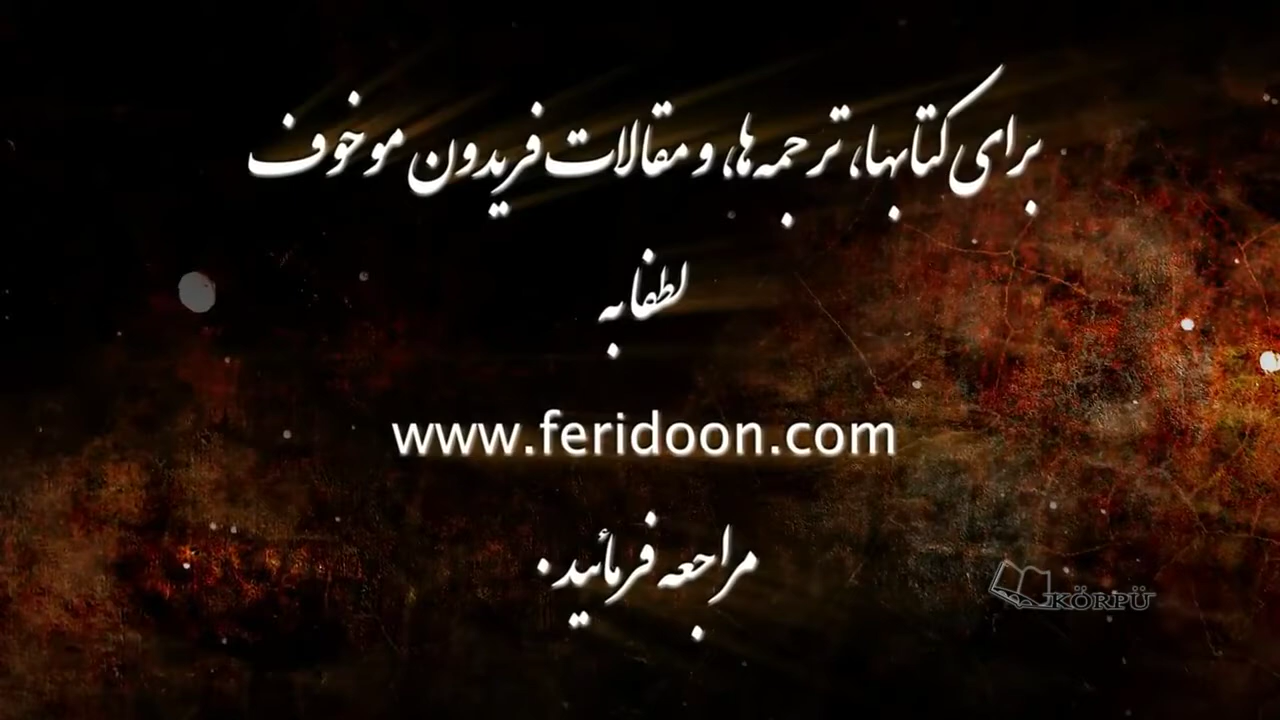 برای کتابها، ترجمه‌ها، و مقالات فریدون موخوف
لطفا به
www.feridoon.com
مراجعه فرمائید.
KÖRPÜ